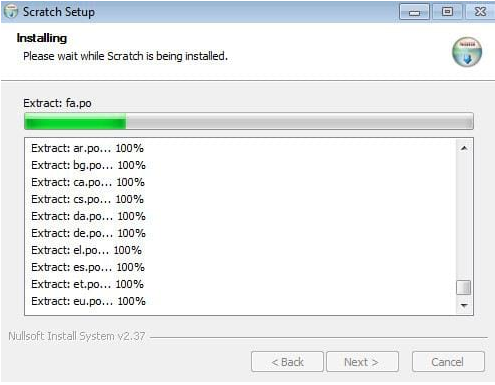 Scratch Setup
Installing
Please wait while Scratch is being installed.
Extract: fa.po
Extract: ar.po... 100%
Extract: bg.po... 100%
Extract: ca.po... 100%
Extract: cs.po... 100%
Extract: da.po... 100%
Extract: de.po... 100%
Extract: el.po... 100%
Extract: es.po... 100%
Extract: et.po... 100%
Extract: eu.po... 100%
Nullsoft Install System v2.37
< Back
Next >
Cancel